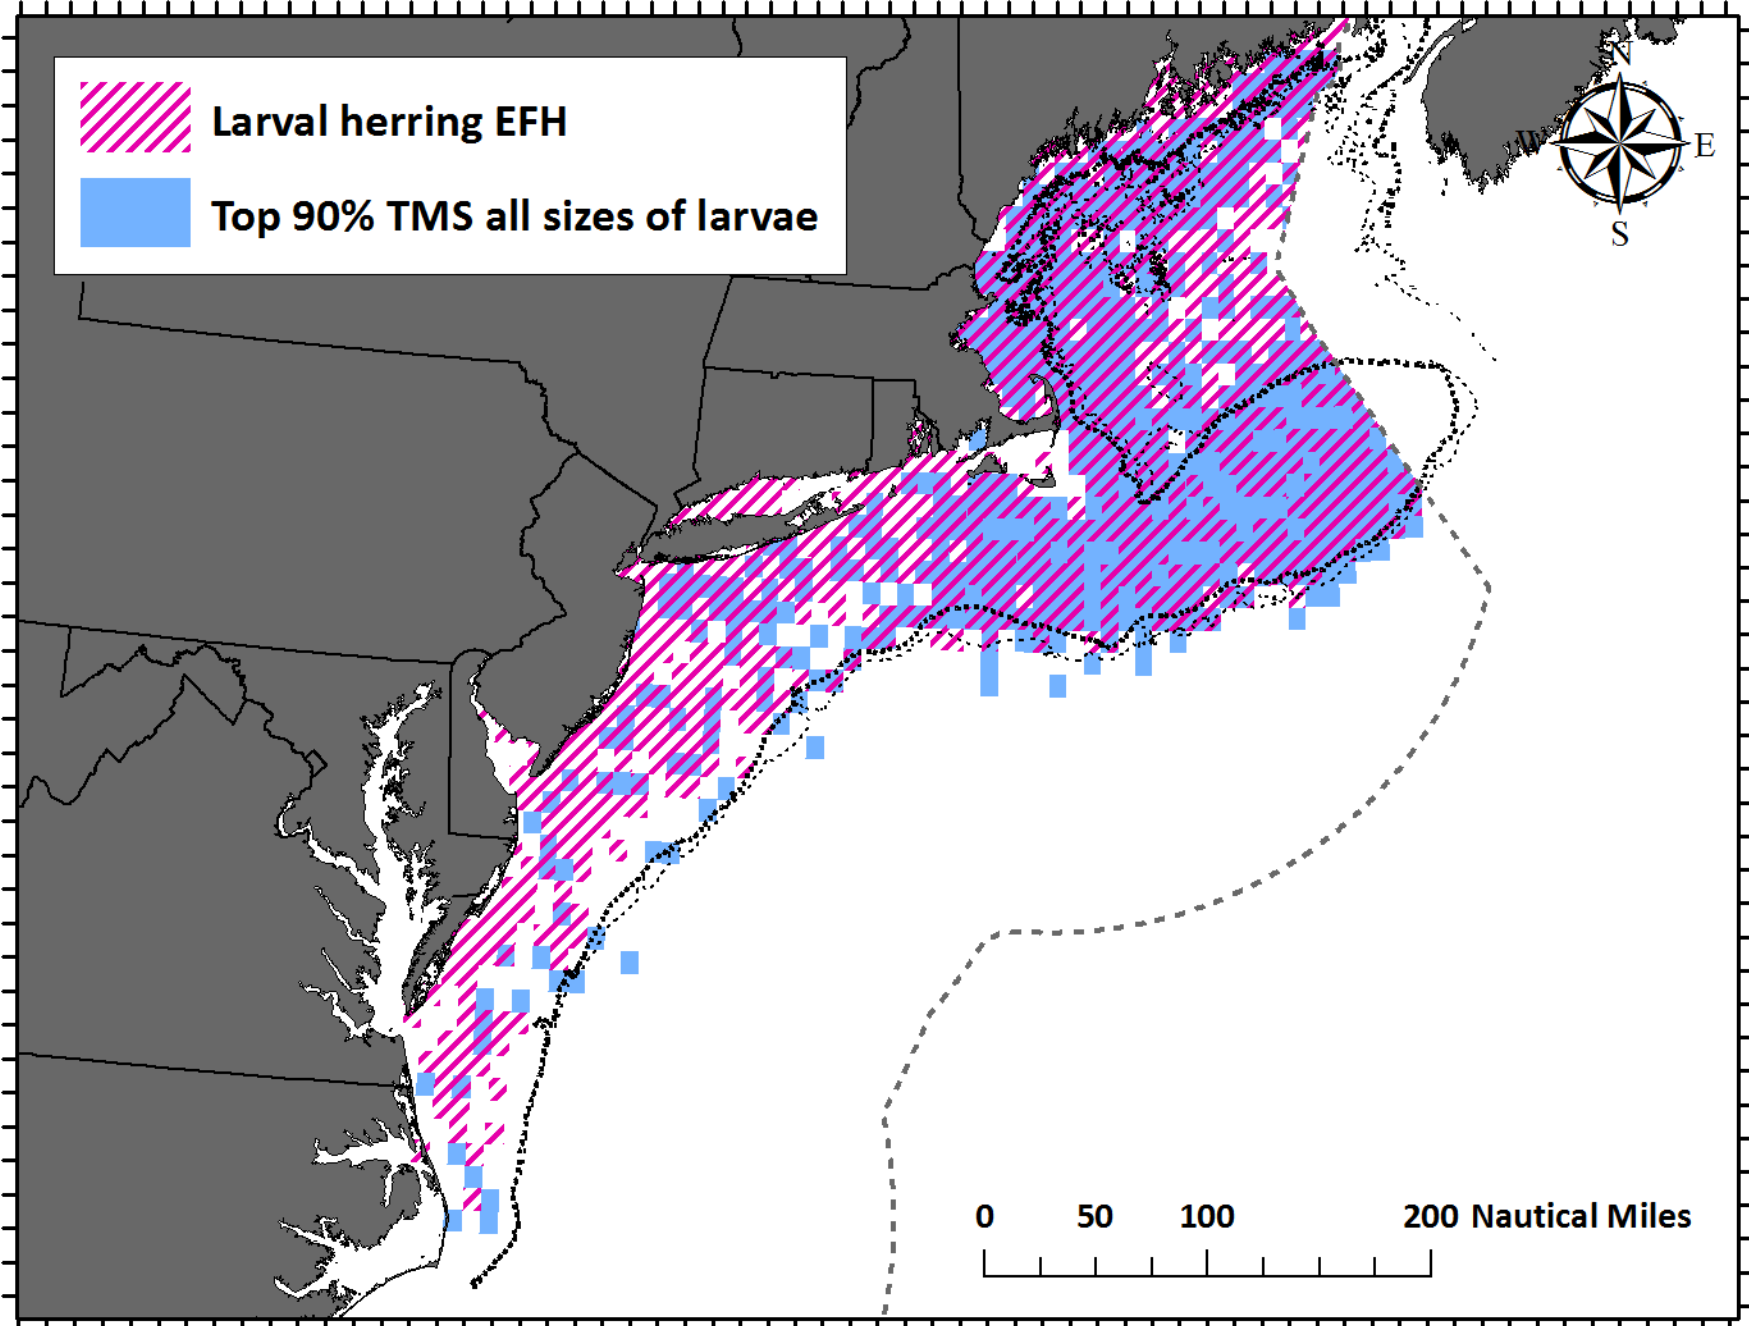 Larval herring EFH
Top 90% TMS all sizes of larvae
N
W
E
S
0 50 100 200 Nautical Miles